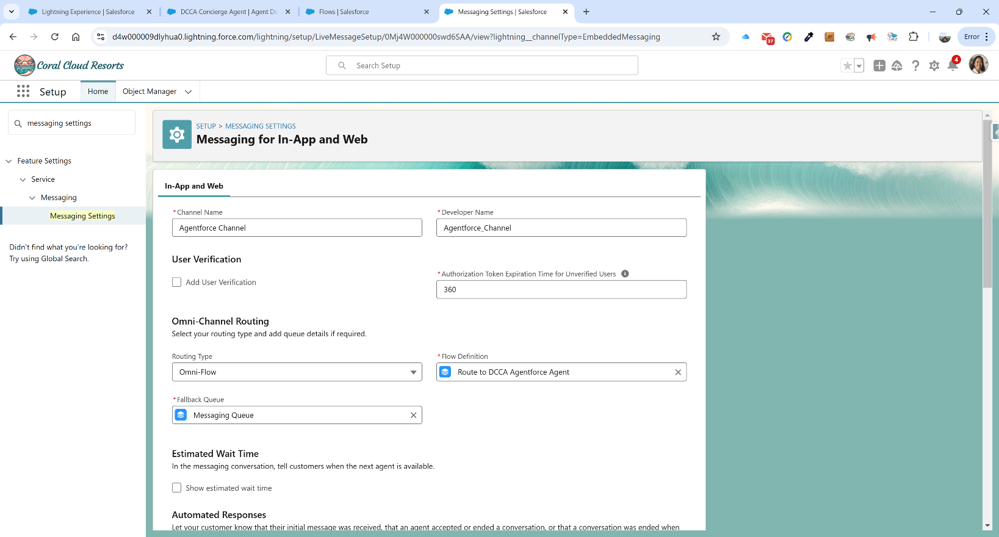 Lightning Experience | Salesforce
DCCA Concierge Agent | Agent De
Flows | Salesforce
Messaging Settings | Salesforce
d4w000009dlyhua0.lightning.force.com/lightning/setup/LiveMessageSetup/0Mj4W000000swd6SAA/view?lightning__channelType=EmbeddedMessaging
37
Error
Coral Cloud Resorts
Search Setup
4
Setup
Home
Object Manager
messaging settings
Feature Settings
Service
Messaging
Messaging Settings
Didn't find what you're looking for?
Try using Global Search.
SETUP > MESSAGING SETTINGS
Messaging for In-App and Web
In-App and Web
* Channel Name
Agentforce Channel
* Developer Name
Agentforce_Channel
User Verification
Add User Verification
* Authorization Token Expiration Time for Unverified Users
360
Omni-Channel Routing
Select your routing type and add queue details if required.
Routing Type
Omni-Flow
* Flow Definition
Route to DCCA Agentforce Agent
* Fallback Queue
Messaging Queue
Estimated Wait Time
In the messaging conversation, tell customers when the next agent is available.
Show estimated wait time
Automated Responses
Let your customer know that their initial message was received, that an agent accepted or ended a conversation, or that a conversation was ended when